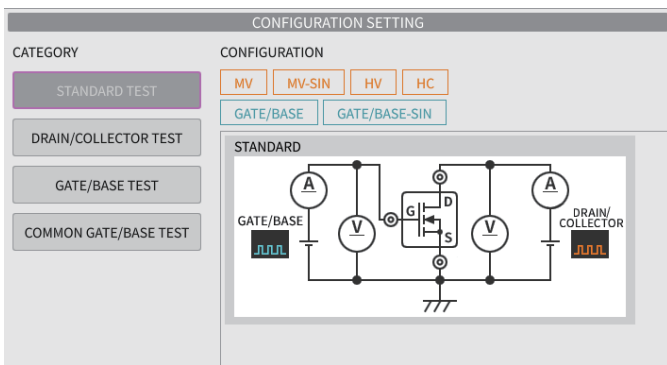 CONFIGURATION SETTING
CATEGORY
STANDARD TEST
DRAIN/COLLECTOR TEST
GATE/BASE TEST
COMMON GATE/BASE TEST
CONFIGURATION
MV MV-SIN HV HC
GATE/BASE GATE/BASE-SIN
STANDARD
A
GATE/BASE
V
G
D
S
V
A
DRAIN/
COLLECTOR